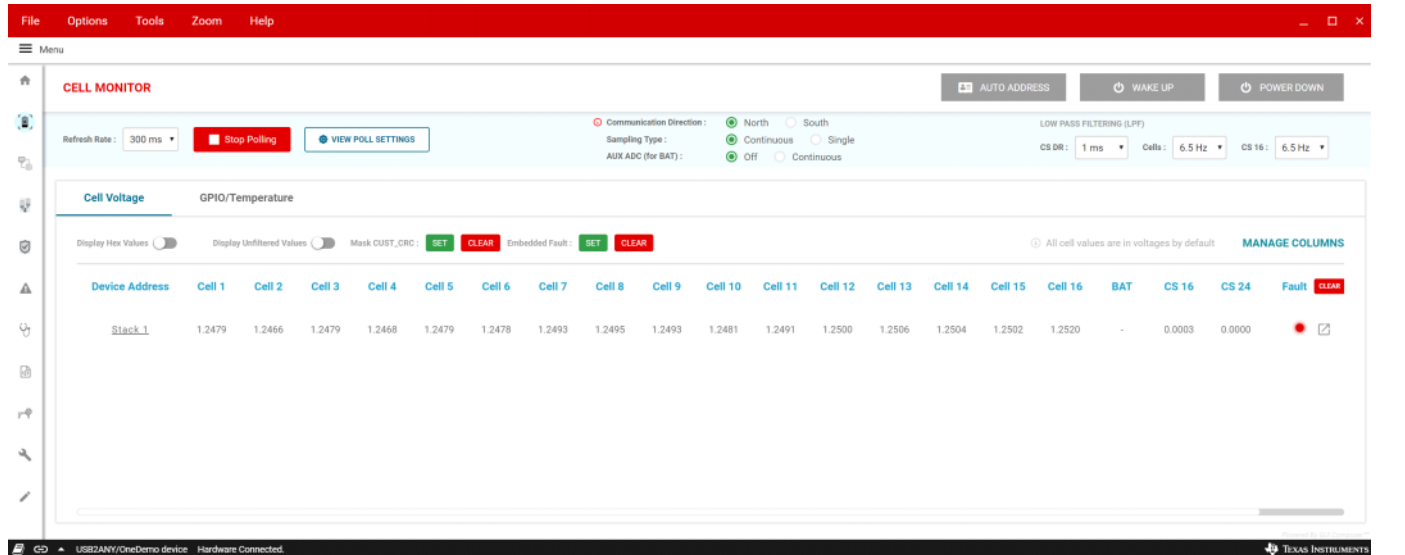 File Options Tools Zoom Help
Menu
CELL MONITOR AUTO ADDRESS WAKE UP POWER DOWN
Communication Direction : North South LOW PASS FILTERING (LPF)
Refresh Rate : 300 ms Stop Polling VIEW POLL SETTINGS Sampling Type : Continuous Single CS DR : 1 ms Cells : 6.5 Hz CS 16 : 6.5 Hz
AUX ADC (for BAT) : Off Continuous
Cell Voltage GPIO/Temperature
Display Hex Values Display Unfiltered Values Mask CUST_CRC : SET CLEAR Embedded Fault : SET CLEAR All cell values are in voltages by default MANAGE COLUMNS
Device Address Cell 1 Cell 2 Cell 3 Cell 4 Cell 5 Cell 6 Cell 7 Cell 8 Cell 9 Cell 10 Cell 11 Cell 12 Cell 13 Cell 14 Cell 15 Cell 16 BAT CS 16 CS 24 Fault CLEAR
Stack 1 1.2479 1.2466 1.2479 1.2468 1.2479 1.2478 1.2493 1.2495 1.2493 1.2481 1.2491 1.2500 1.2506 1.2504 1.2502 1.2520 - 0.0003 0.0000
USB2ANY/OneDemo device Hardware Connected. TEXAS INSTRUMENTS